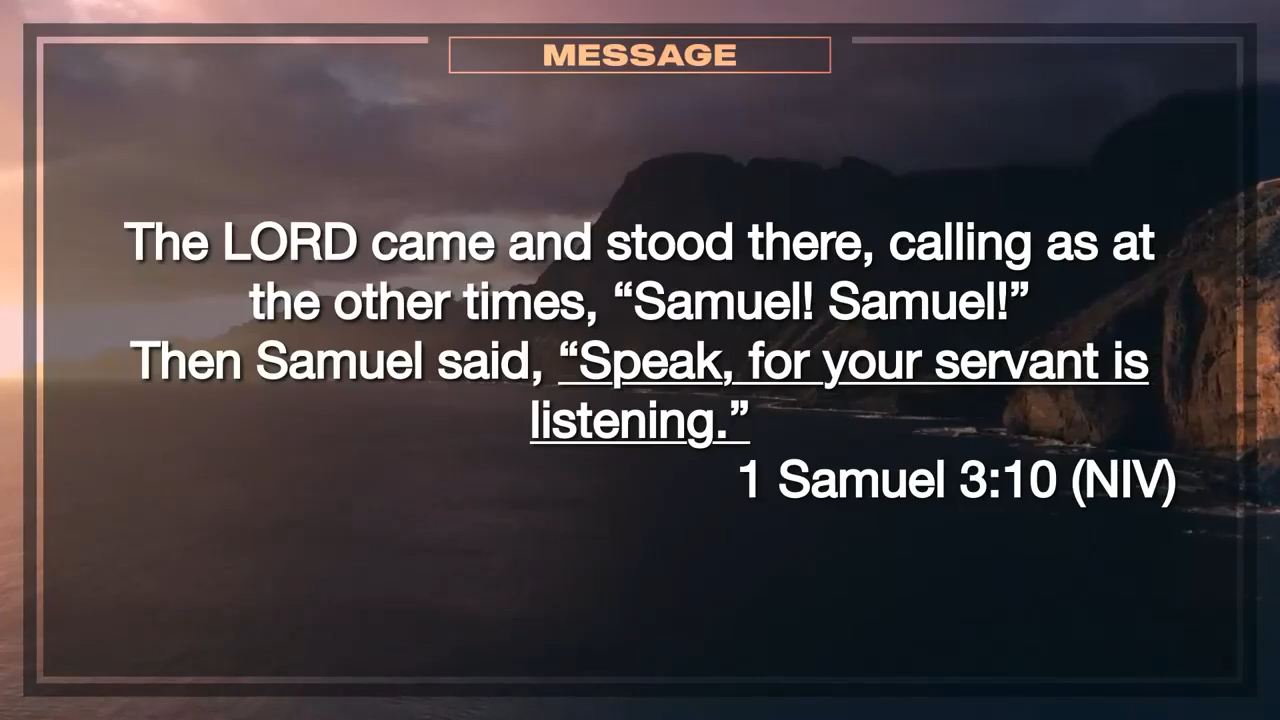 MESSAGE
The LORD came and stood there, calling as at
the other times, “Samuel! Samuel!”
Then Samuel said, “Speak, for your servant is
listening.”
1 Samuel 3:10 (NIV)